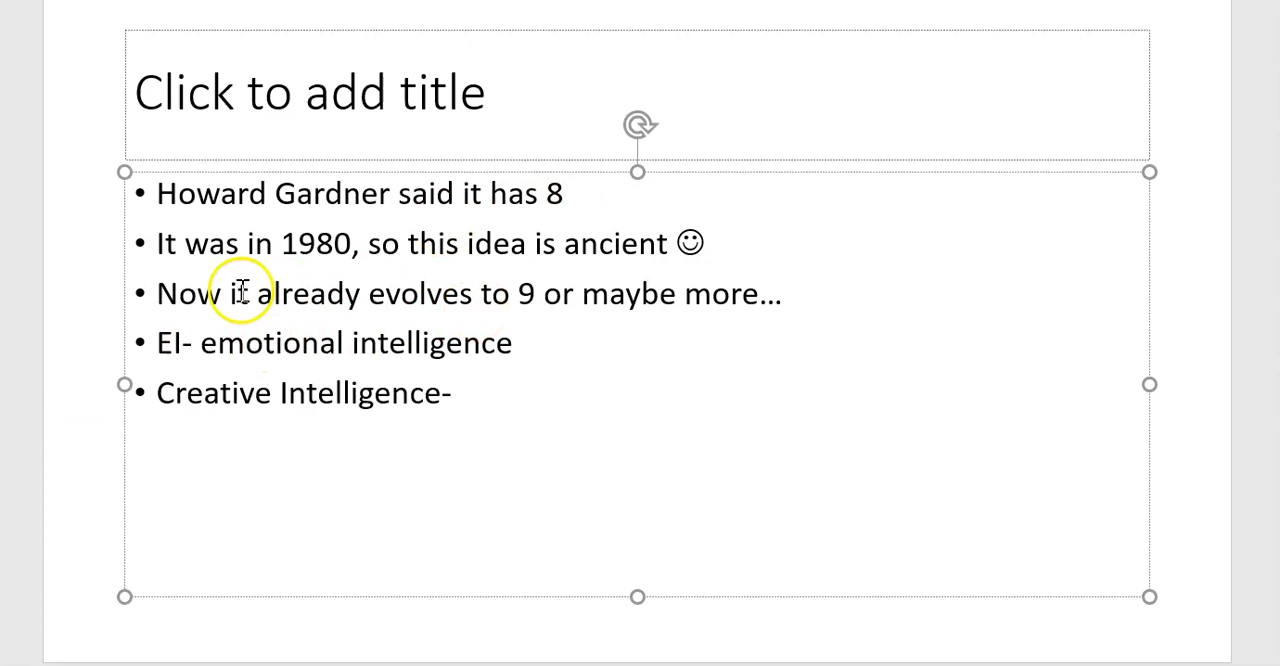 Click to add title
• Howard Gardner said it has 8
• It was in 1980, so this idea is ancient ☺
• Now it already evolves to 9 or maybe more...
• EI- emotional intelligence
• Creative Intelligence-